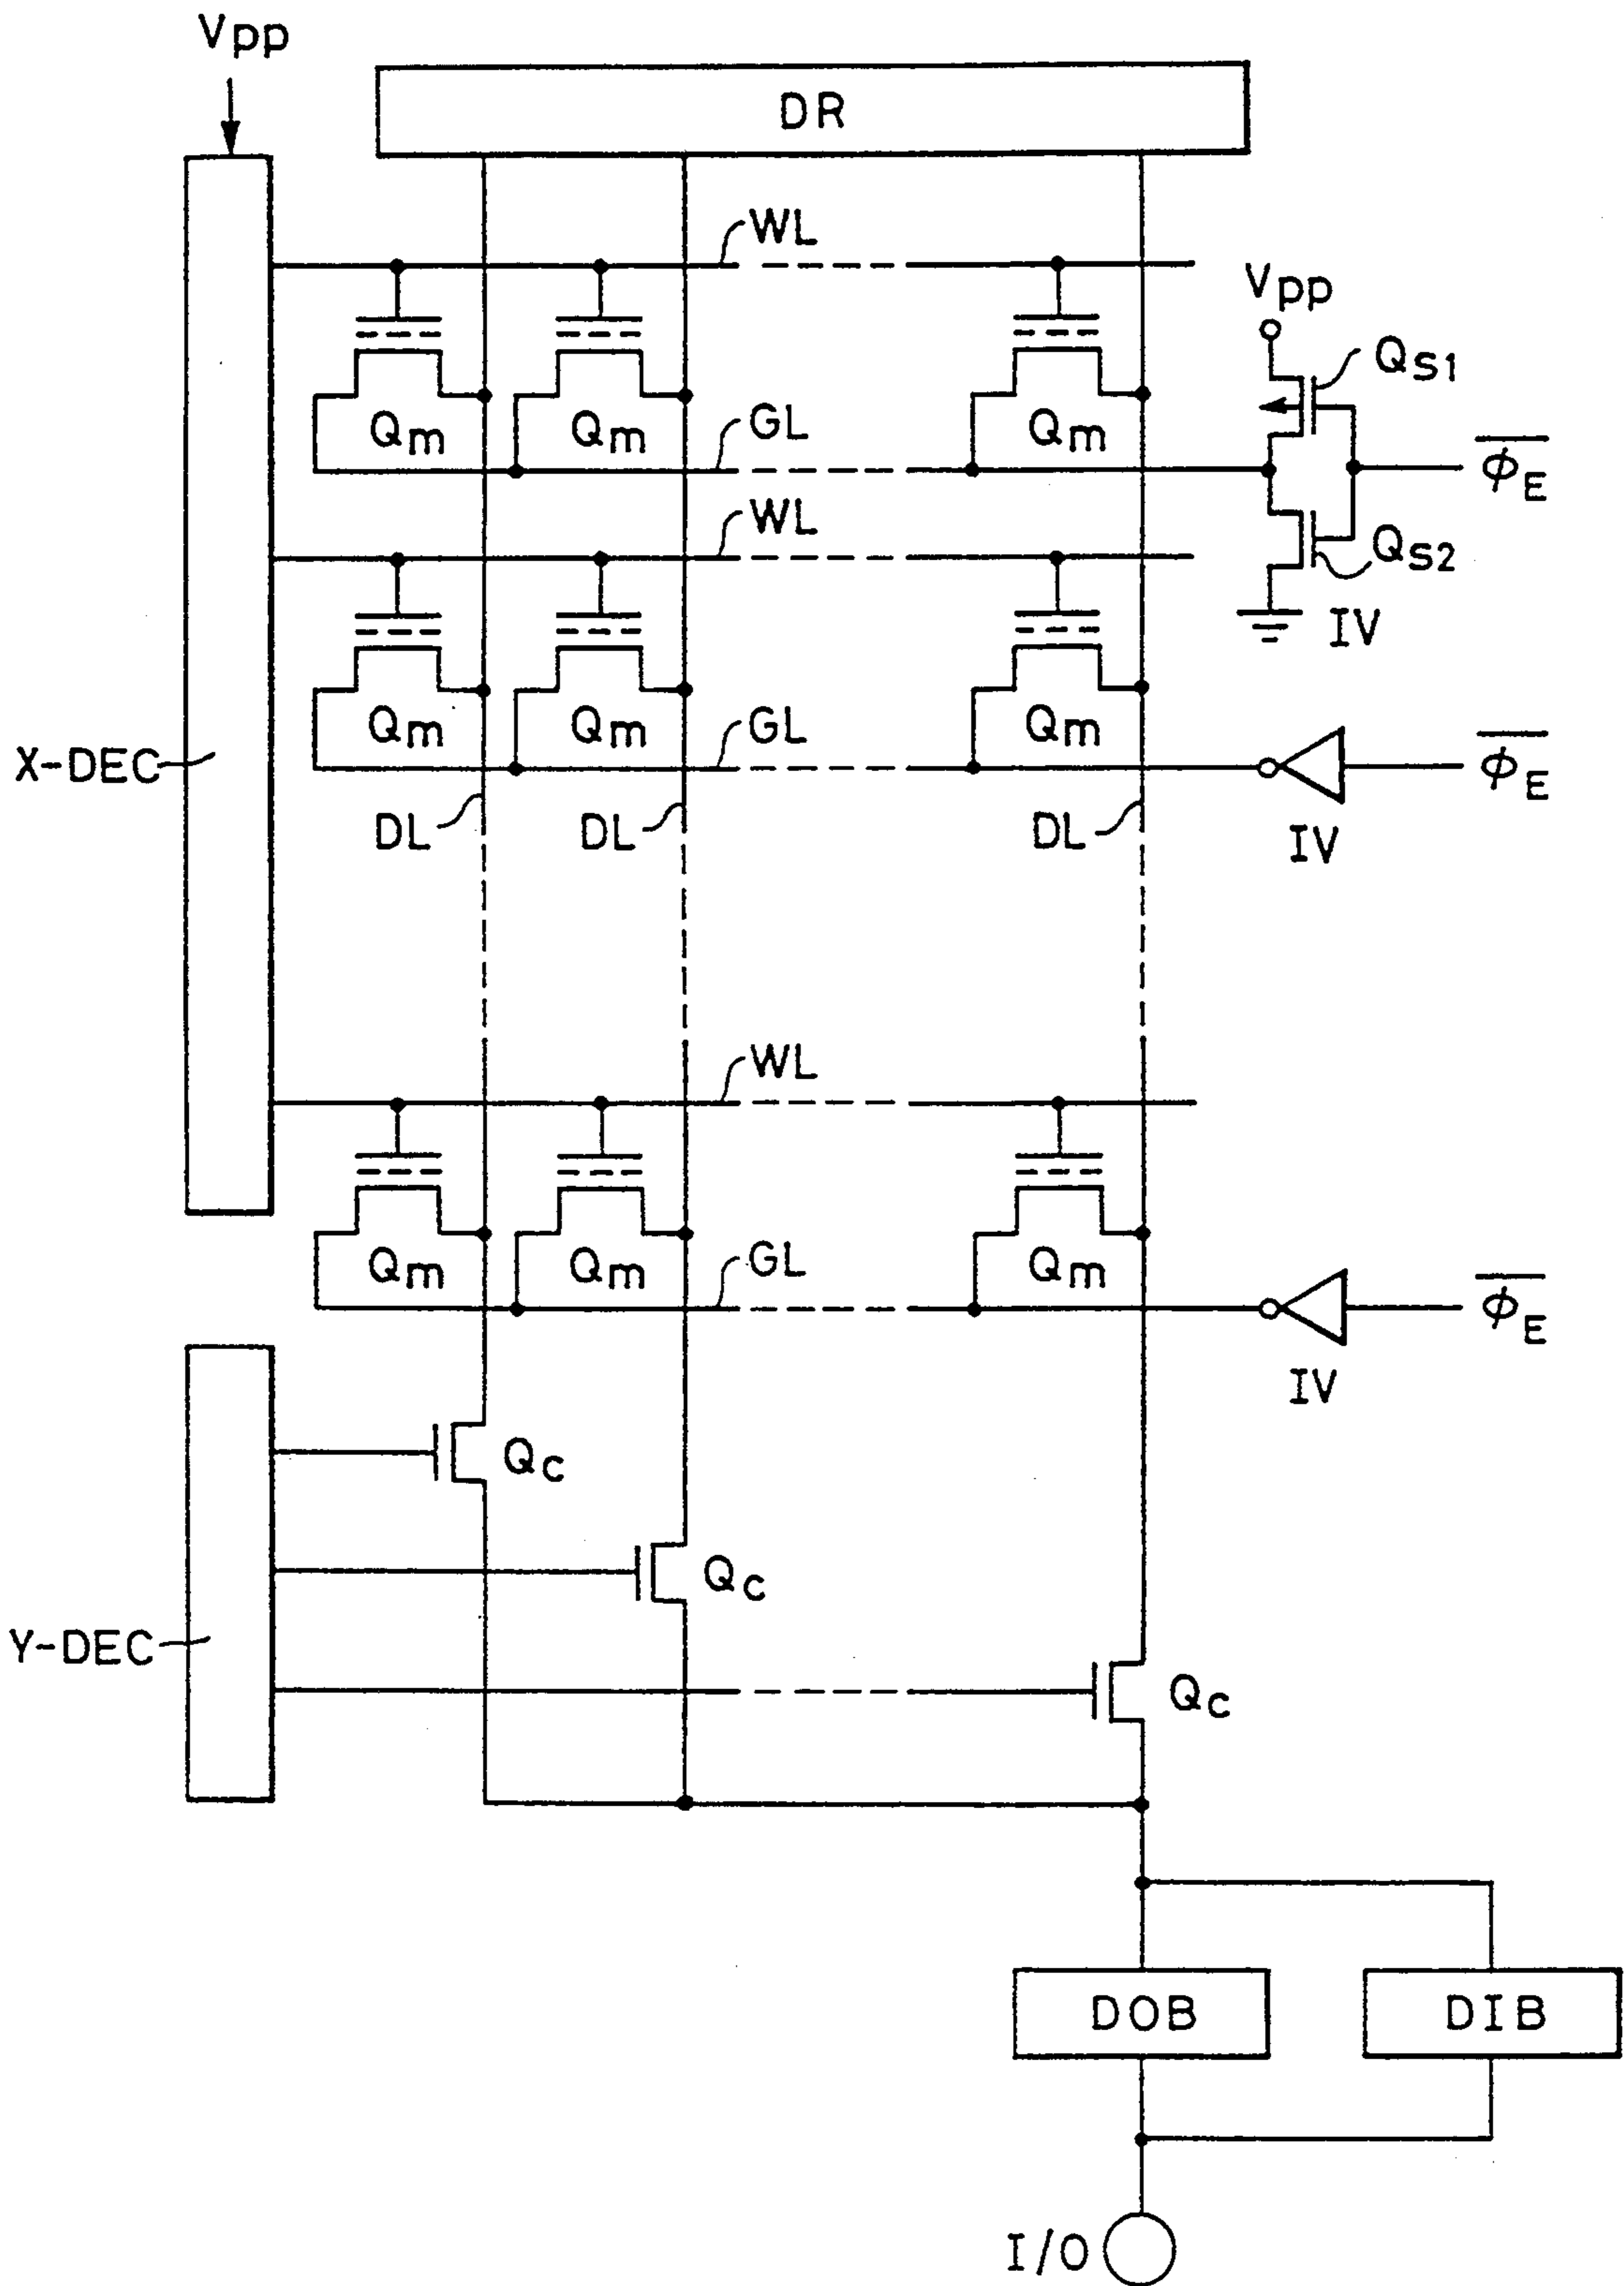 Vpp
DR
WL
Vpp
QS1
Qm Qm GL Qm
φE
WL
QS2
IV
Qm Qm GL Qm
X-DEC
φE
DL DL DL IV
WL
Qm Qm GL Qm
φE
IV
Qc
Qc
Y-DEC
Qc
DOB DIB
I/O